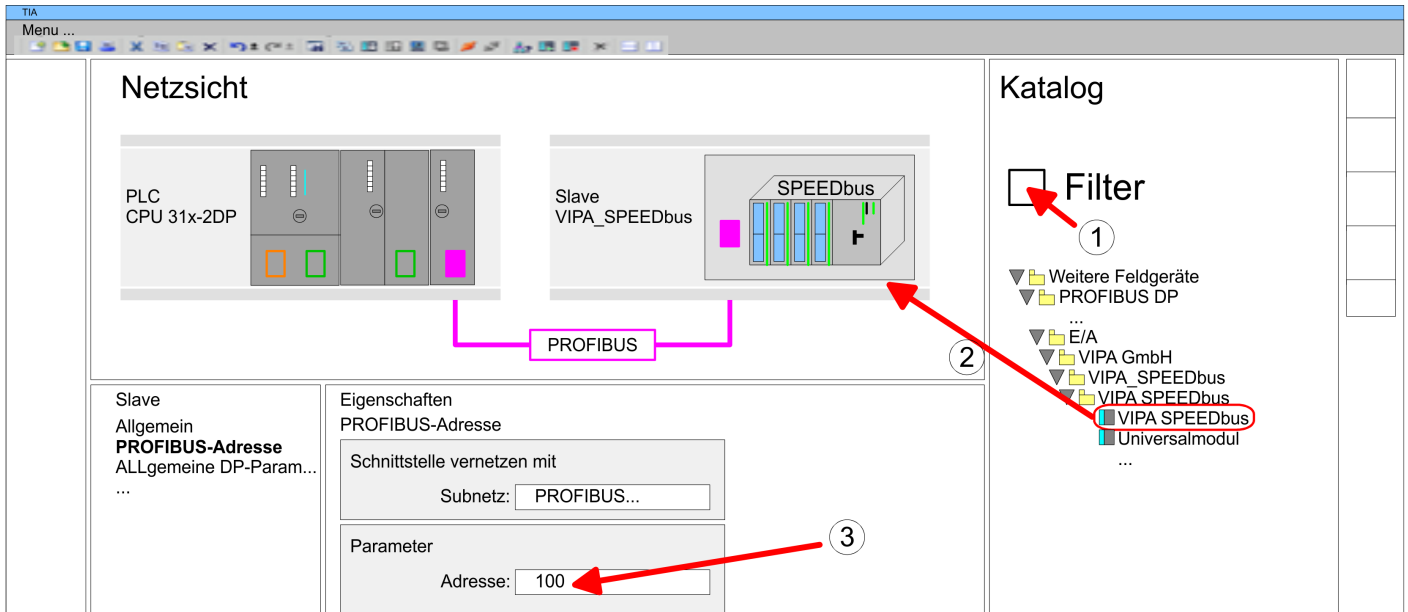 TIA
Menu ...
Netzsicht
PLC
CPU 31x-2DP
Slave
VIPA_SPEEDbus
SPEEDbus
PROFIBUS
Katalog
Filter
1
Weitere Feldgeräte
PROFIBUS DP
...
E/A
VIPA GmbH
VIPA_SPEEDbus
VIPA SPEEDbus
VIPA SPEEDbus
Universalmodul
...
2
Slave
Allgemein
PROFIBUS-Adresse
ALLgemeine DP-Param...
...
Eigenschaften
PROFIBUS-Adresse
Schnittstelle vernetzen mit
Subnetz: PROFIBUS...
Parameter
Adresse: 100
3